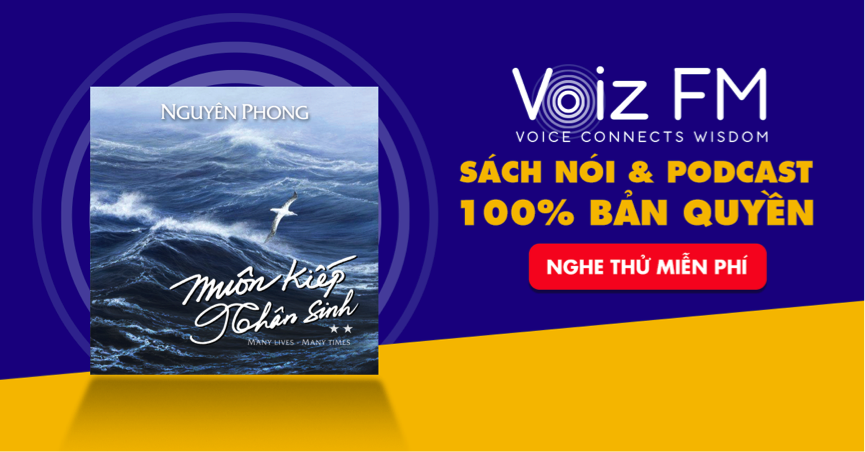 NGUYÊN PHONG
Muôn Kiếp
Nhân Sinh
★★
MANY LIVES - MANY TIMES
Voiz FM
VOICE CONNECTS WISDOM
SÁCH NÓI & PODCAST
100% BẢN QUYỀN
NGHE THỬ MIỄN PHÍ